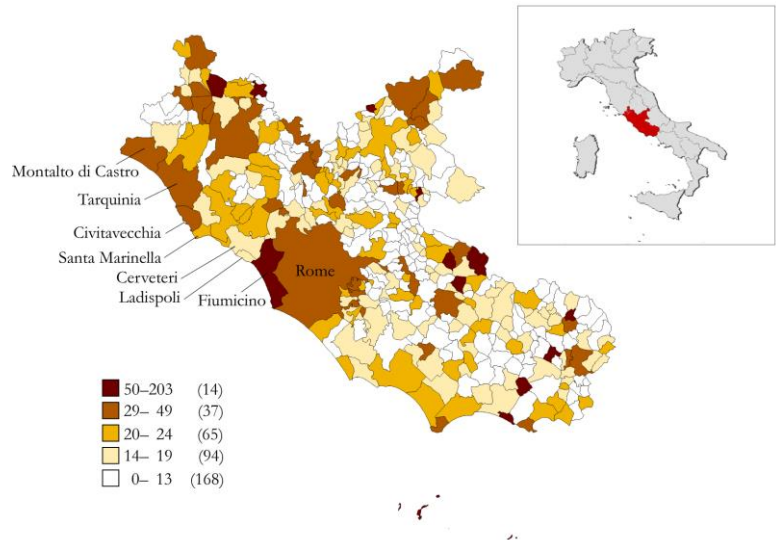 Montalto di Castro
Tarquinia
Civitavecchia
Santa Marinella
Cerveteri
Ladispoli
Fiumicino
Rome
50–203 (14)
29– 49 (37)
20– 24 (65)
14– 19 (94)
0– 13 (168)